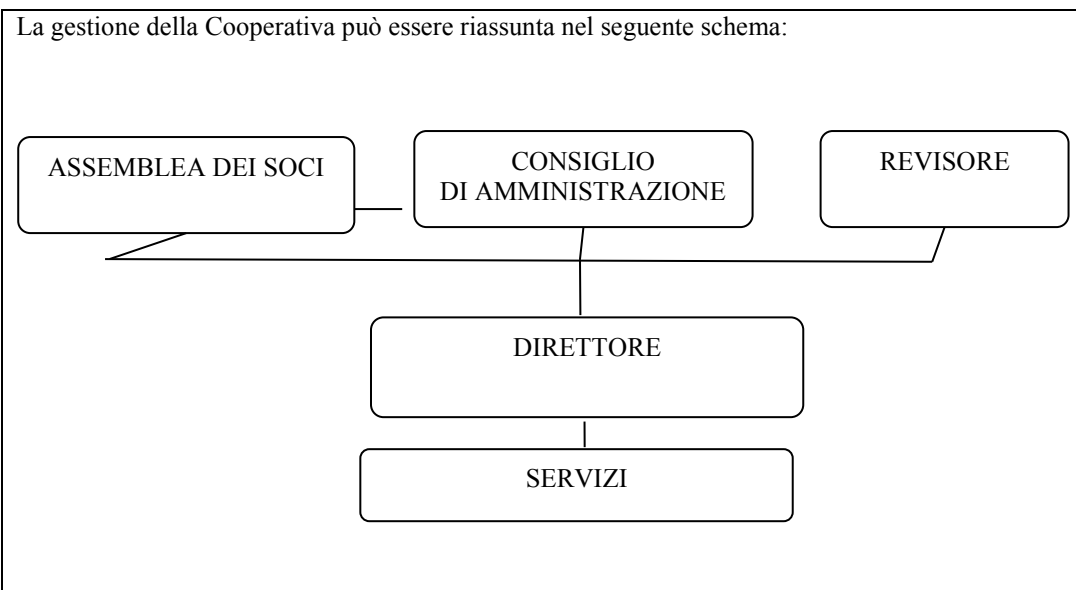 La gestione della Cooperativa può essere riassunta nel seguente schema:
ASSEMBLEA DEI SOCI
CONSIGLIO
DI AMMINISTRAZIONE
REVISORE
DIRETTORE
SERVIZI